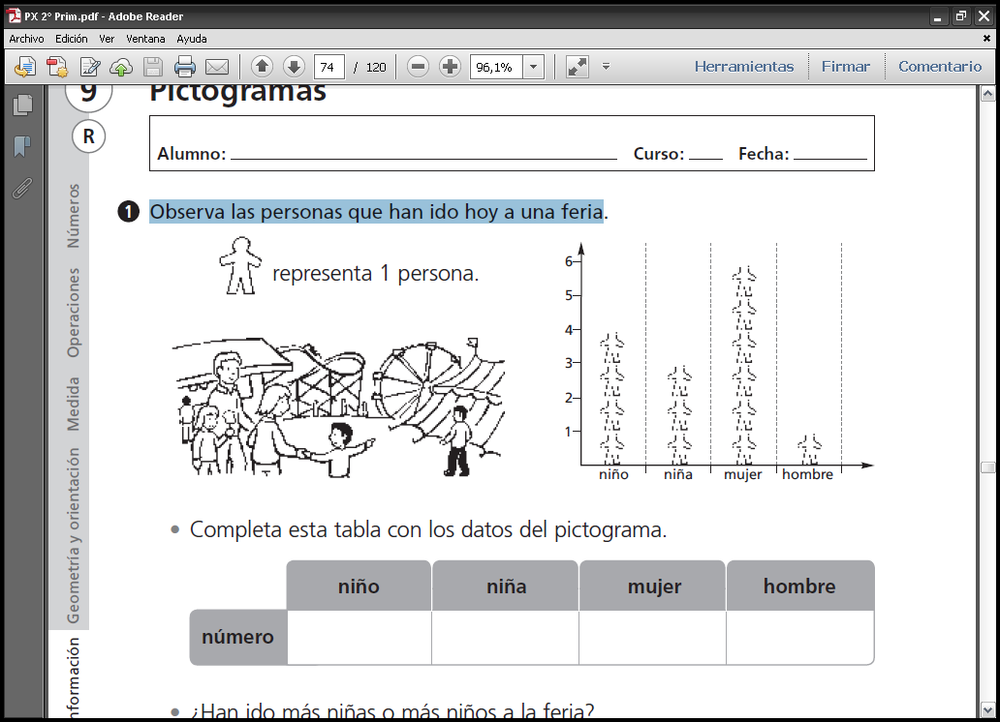 PX 2° Prim.pdf - Adobe Reader
Archivo Edición Ver Ventana Ayuda
74 / 120 96,1% Herramientas Firmar Comentario
9 Pictogramas
R
Alumno: Curso: Fecha:
1 Observa las personas que han ido hoy a una feria.
representa 1 persona.
6
5
4
3
2
1
niño niña mujer hombre
Completa esta tabla con los datos del pictograma.
niño niña mujer hombre
número
¿Han ido más niñas o más niños a la feria?
Números
Operaciones
Medida
Geometría y orientación
nformación